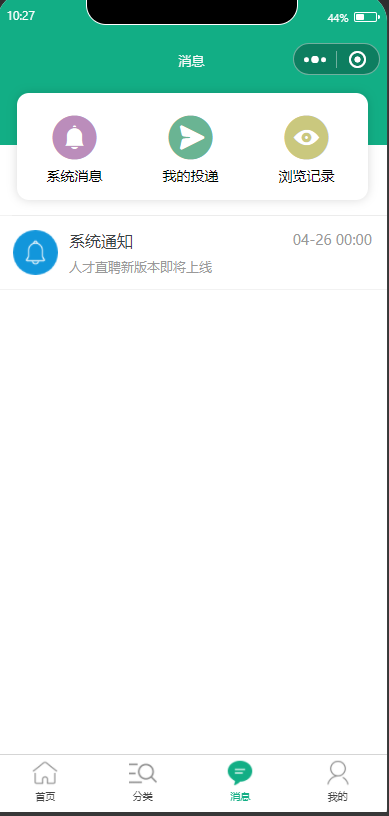 10:27
44%
消息
系统消息 我的投递 浏览记录
系统通知 04-26 00:00
人才直聘新版本即将上线
首页 分类 消息 我的